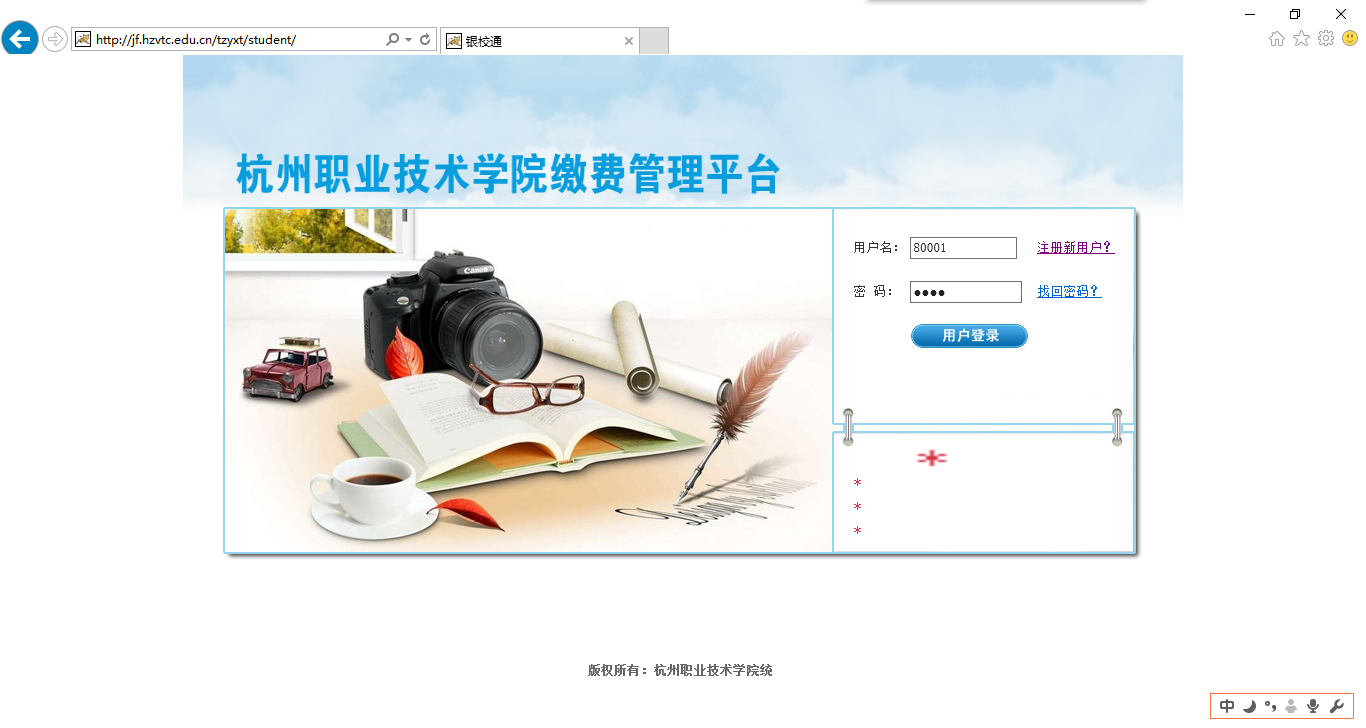 http://jf.hzvtc.edu.cn/tzyxt/student/
银校通
杭州职业技术学院缴费管理平台
Canon
用户名： 80001 注册新用户？
密 码： ●●●● 找回密码？
用户登录
*
*
*
版权所有：杭州职业技术学院统
中